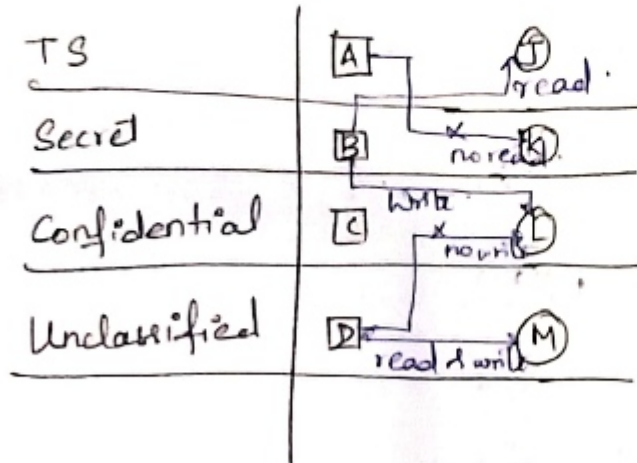 TS A J
read
Secret B K
no read
write
Confidential C L
no write
Unclassified D M
read & write